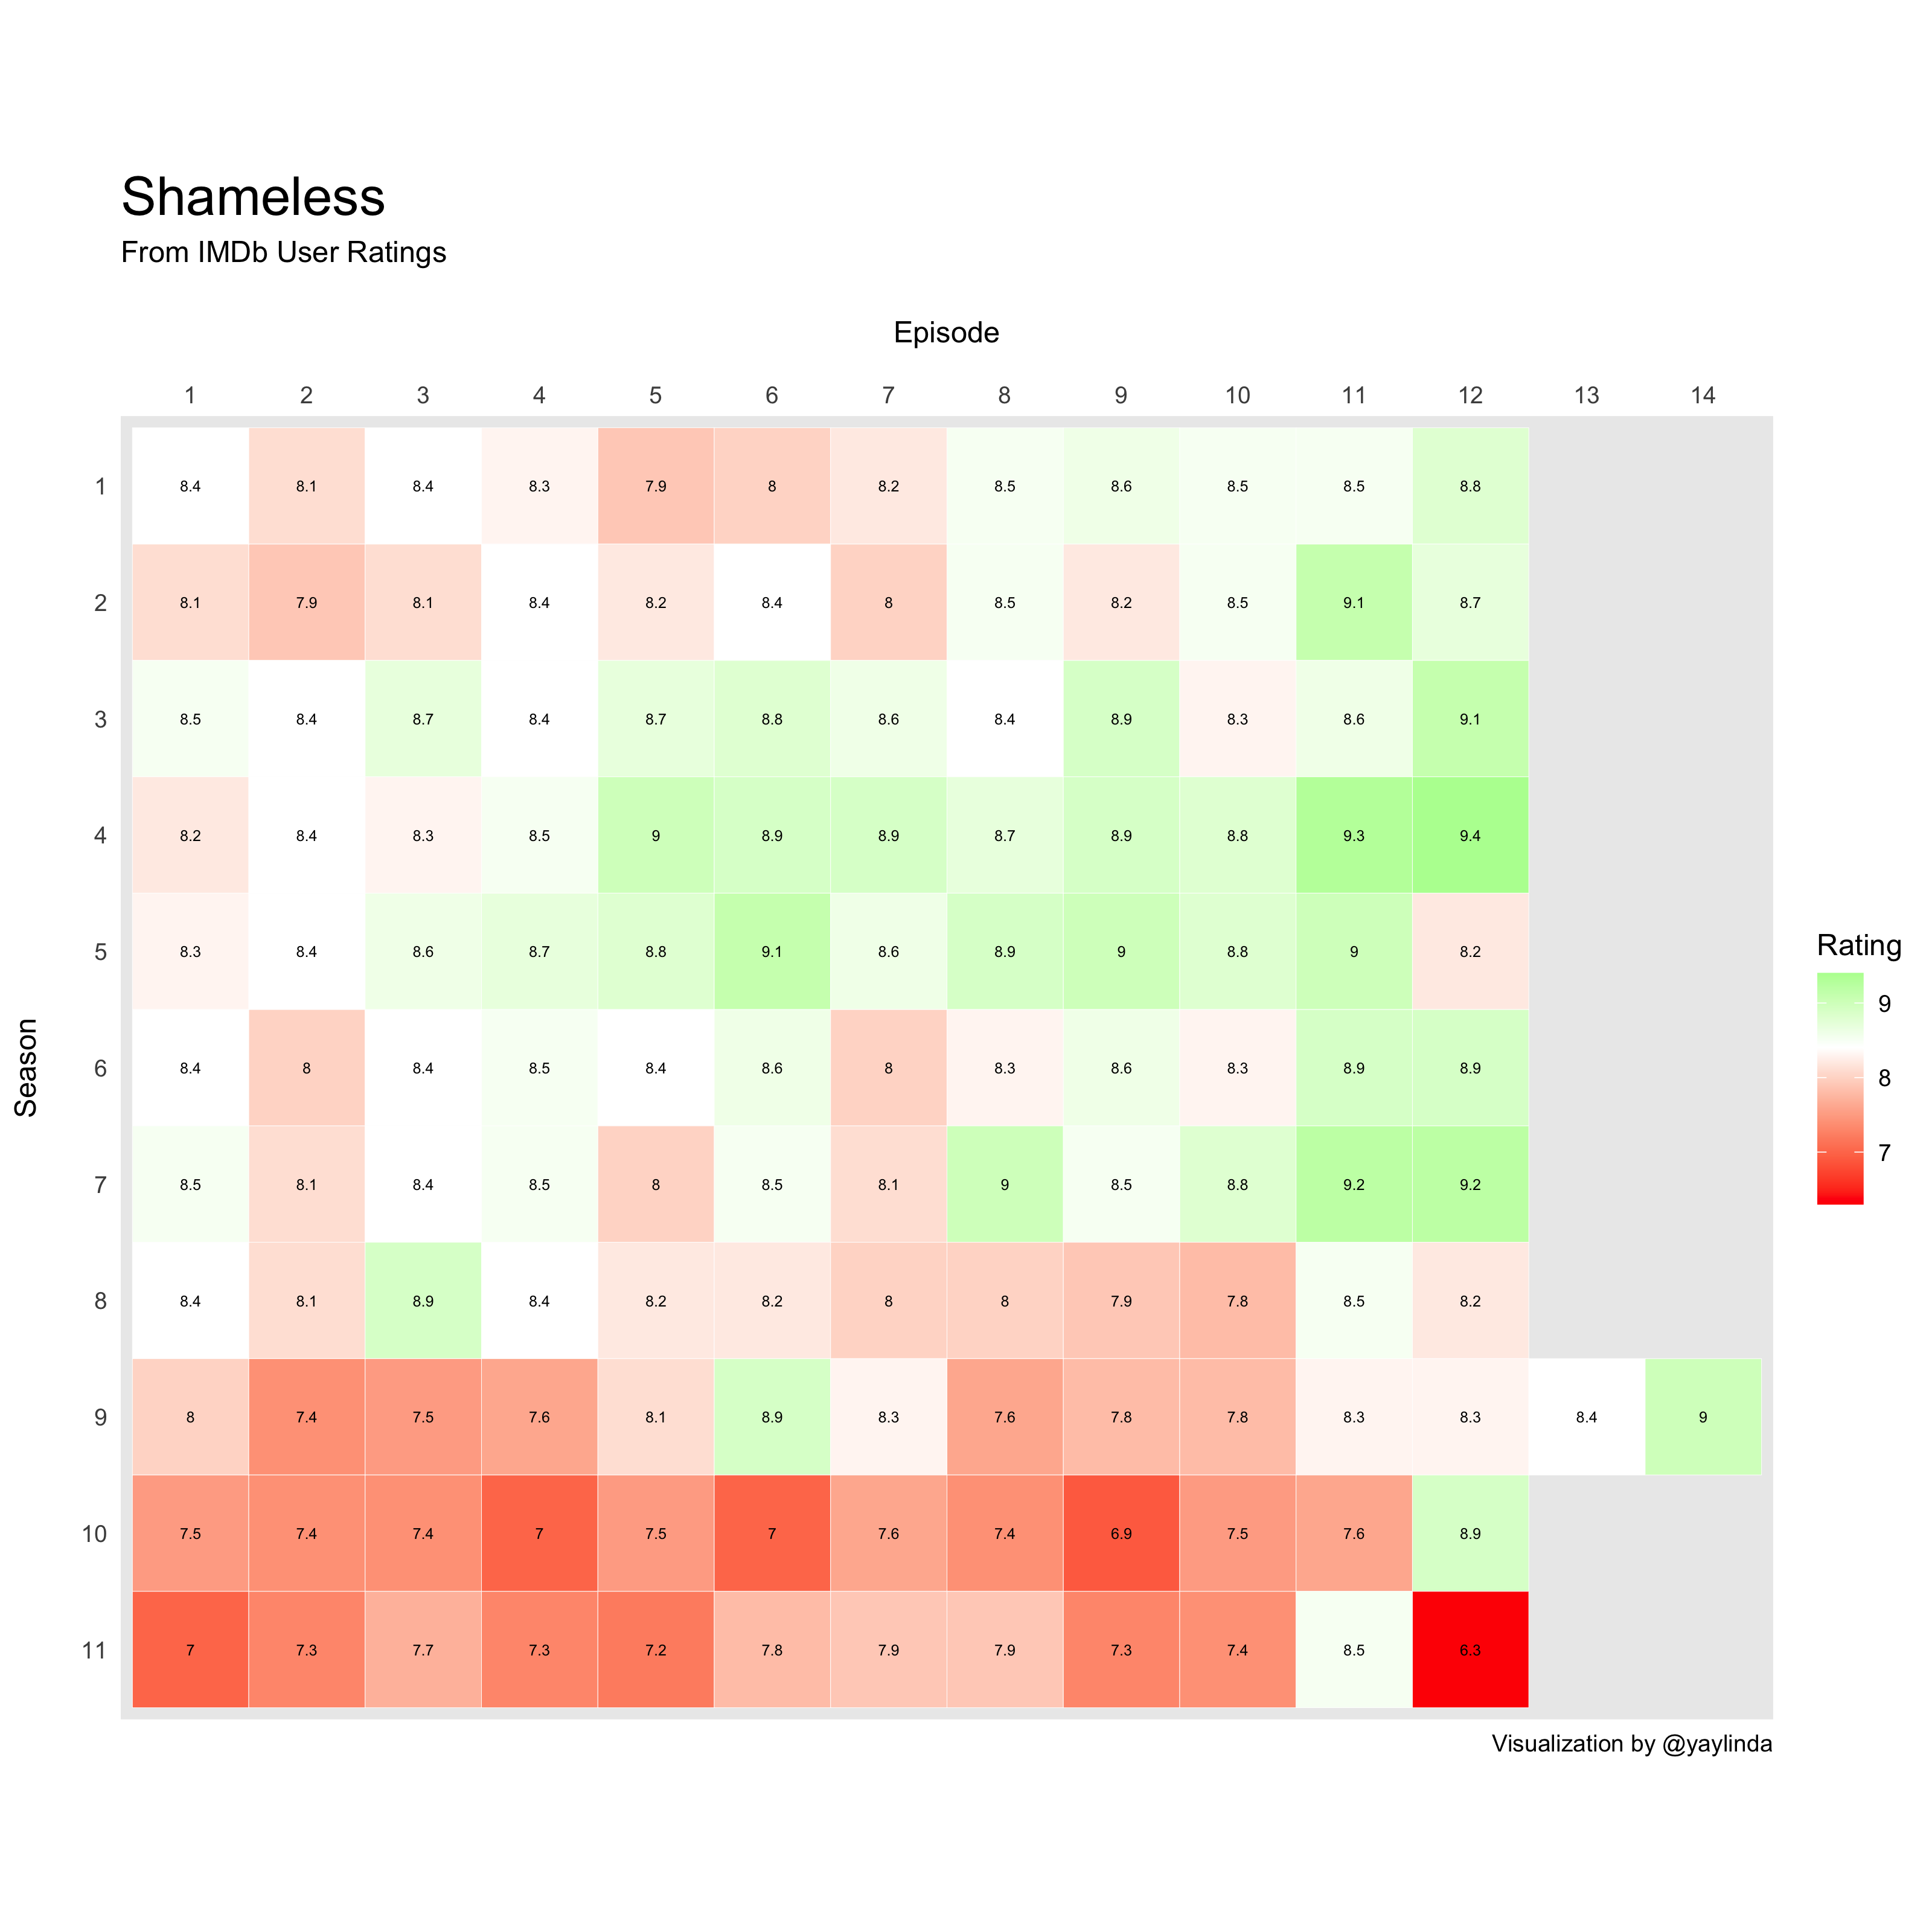 Shameless
From IMDb User Ratings
Episode
1 2 3 4 5 6 7 8 9 10 11 12 13 14
1 8.4 8.1 8.4 8.3 7.9 8 8.2 8.5 8.6 8.5 8.5 8.8
2 8.1 7.9 8.1 8.4 8.2 8.4 8 8.5 8.2 8.5 9.1 8.7
3 8.5 8.4 8.7 8.4 8.7 8.8 8.6 8.4 8.9 8.3 8.6 9.1
4 8.2 8.4 8.3 8.5 9 8.9 8.9 8.7 8.9 8.8 9.3 9.4
5 8.3 8.4 8.6 8.7 8.8 9.1 8.6 8.9 9 8.8 9 8.2
6 8.4 8 8.4 8.5 8.4 8.6 8 8.3 8.6 8.3 8.9 8.9
7 8.5 8.1 8.4 8.5 8 8.5 8.1 9 8.5 8.8 9.2 9.2
8 8.4 8.1 8.9 8.4 8.2 8.2 8 8 7.9 7.8 8.5 8.2
9 8 7.4 7.5 7.6 8.1 8.9 8.3 7.6 7.8 7.8 8.3 8.3 8.4 9
10 7.5 7.4 7.4 7 7.5 7 7.6 7.4 6.9 7.5 7.6 8.9
11 7 7.3 7.7 7.3 7.2 7.8 7.9 7.9 7.3 7.4 8.5 6.3
Season
Rating
9
8
7
Visualization by @yaylinda